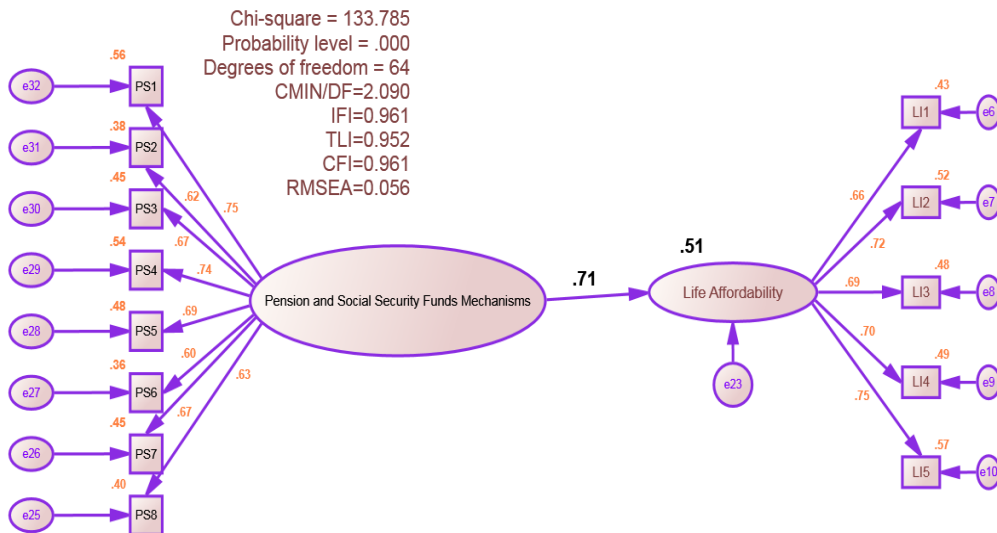 Chi-square = 133.785
Probability level = .000
Degrees of freedom = 64
CMIN/DF=2.090
IFI=0.961
TLI=0.952
CFI=0.961
RMSEA=0.056
.56
e32
PS1
.38
e31
PS2
.45
e30
PS3
.54
e29
PS4
.48
e28
PS5
.36
e27
PS6
.45
e26
PS7
.40
e25
PS8
.75
.62
.67
.74
.69
.60
.67
.63
Pension and Social Security Funds Mechanisms
.71
.51
Life Affordability
e23
.66
.72
.69
.70
.75
.43
LI1
e6
.52
LI2
e7
.48
LI3
e8
.49
LI4
e9
.57
LI5
e10